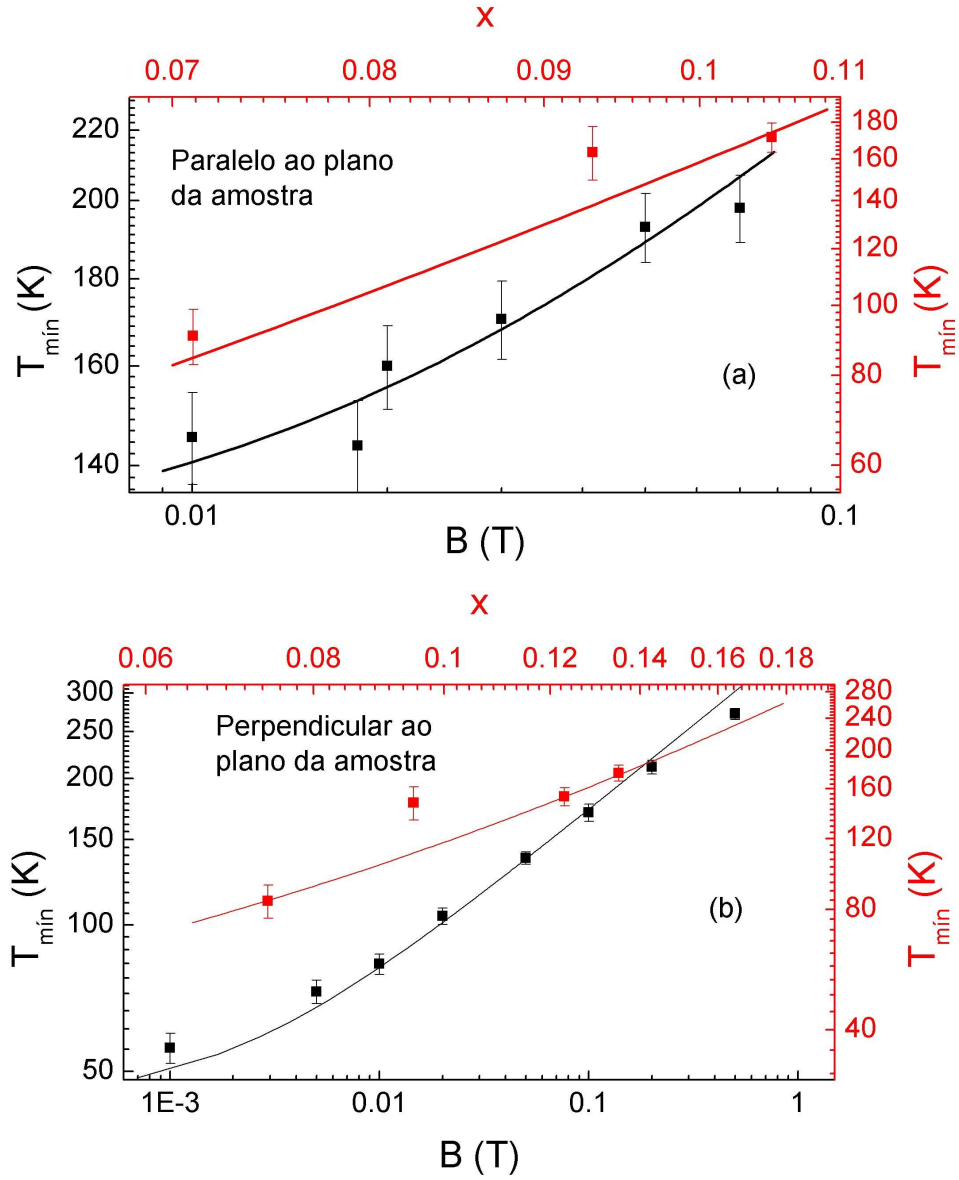 x
0.07 0.08 0.09 0.1 0.11
220
200
180
160
140
T_mín (K)
Paralelo ao plano
da amostra
(a)
180
160
140
120
100
80
60
T_mín (K)
0.01 0.1
B (T)
x
0.06 0.08 0.1 0.12 0.14 0.16 0.18
300
250
200
150
100
50
T_mín (K)
Perpendicular ao
plano da amostra
(b)
280
240
200
160
120
80
40
T_mín (K)
1E-3 0.01 0.1 1
B (T)